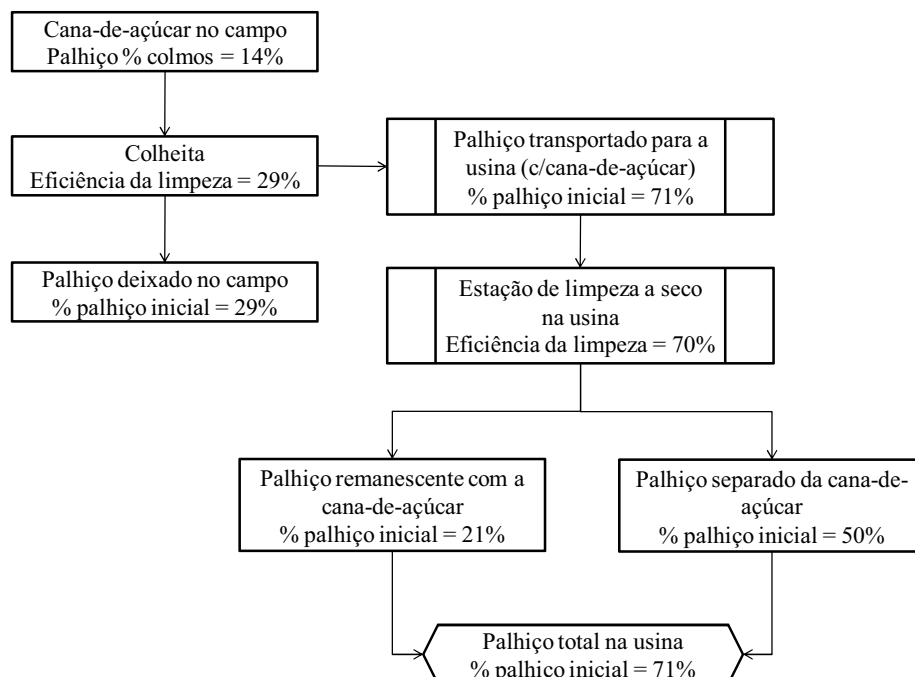 Cana-de-açúcar no campo
Palhiço % colmos = 14%
Colheita
Eficiência da limpeza = 29%
Palhiço deixado no campo
% palhiço inicial = 29%
Palhiço transportado para a
usina (c/cana-de-açúcar)
% palhiço inicial = 71%
Estação de limpeza a seco
na usina
Eficiência da limpeza = 70%
Palhiço remanescente com a
cana-de-açúcar
% palhiço inicial = 21%
Palhiço separado da cana-de-
açúcar
% palhiço inicial = 50%
Palhiço total na usina
% palhiço inicial = 71%